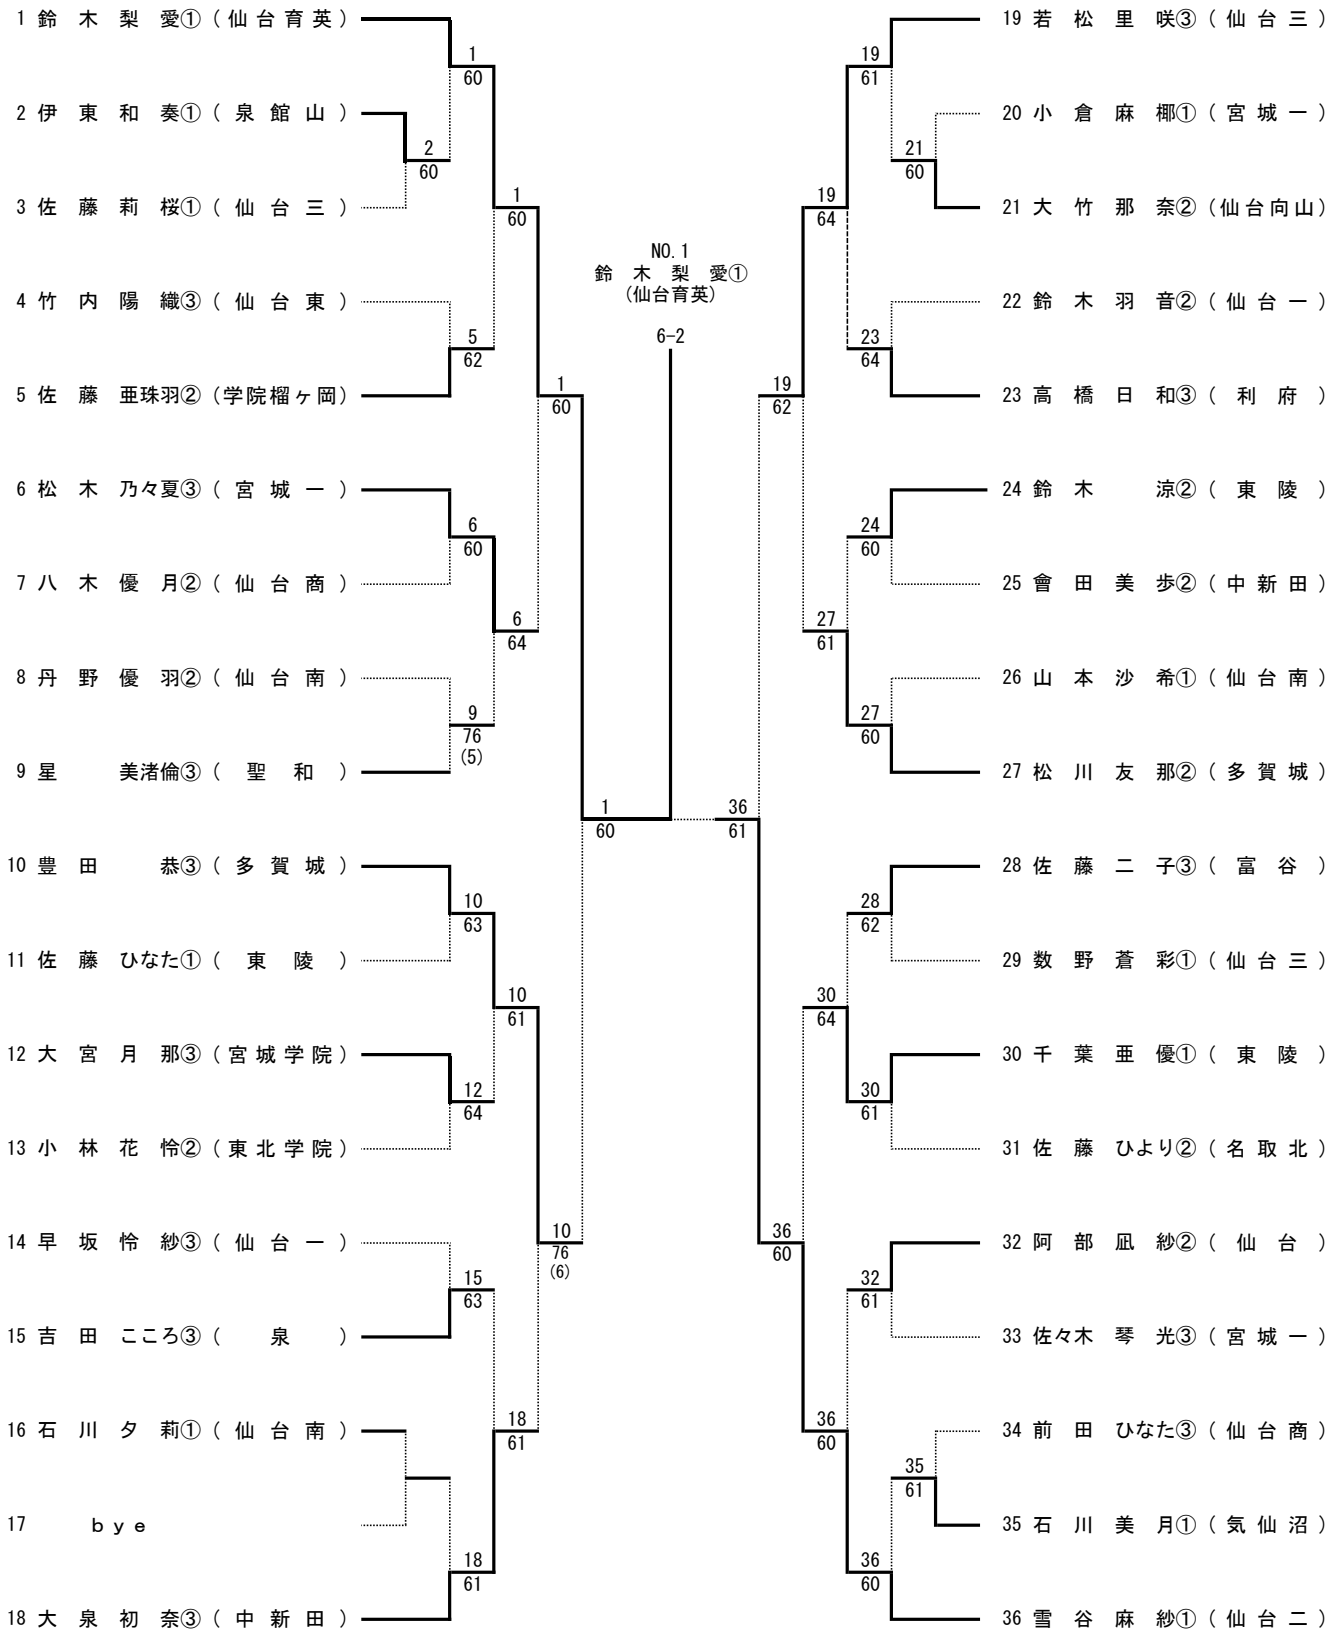 1 鈴 木 梨 愛① ( 仙 台 育 英 )
2 伊 東 和 奏① ( 泉 館 山 )
3 佐 藤 莉 桜① ( 仙 台 三 )
4 竹 内 陽 織③ ( 仙 台 東 )
5 佐 藤 亜珠羽② (学院榴ヶ岡)
6 松 木 乃々夏③ ( 宮 城 一 )
7 八 木 優 月② ( 仙 台 商 )
8 丹 野 優 羽② ( 仙 台 南 )
9 星 美渚倫③ ( 聖 和 )
10 豊 田 恭③ ( 多 賀 城 )
11 佐 藤 ひなた① ( 東 陵 )
12 大 宮 月 那③ ( 宮 城 学 院 )
13 小 林 花 怜② ( 東 北 学 院 )
14 早 坂 怜 紗③ ( 仙 台 一 )
15 吉 田 こころ③ ( 泉 )
16 石 川 夕 莉① ( 仙 台 南 )
17 ｂｙｅ
18 大 泉 初 奈③ ( 中 新 田 )
1
60
2
60
5
62
6
60
9
76
(5)
10
63
12
64
15
63
18
61
1
60
6
64
10
61
18
61
1
60
10
76
(6)
1
60
NO.1
鈴 木 梨 愛①
(仙台育英)
6-2
36
61
19
62
36
60
19
64
27
61
30
64
36
60
19
61
21
60
23
64
24
60
27
60
28
62
30
61
32
61
35
61
36
60
19 若 松 里 咲③ ( 仙 台 三 )
20 小 倉 麻 椰① ( 宮 城 一 )
21 大 竹 那 奈② (仙台向山)
22 鈴 木 羽 音② ( 仙 台 一 )
23 高 橋 日 和③ ( 利 府 )
24 鈴 木 涼② ( 東 陵 )
25 會 田 美 歩② ( 中 新 田 )
26 山 本 沙 希① ( 仙 台 南 )
27 松 川 友 那② ( 多 賀 城 )
28 佐 藤 二 子③ ( 富 谷 )
29 数 野 蒼 彩① ( 仙 台 三 )
30 千 葉 亜 優① ( 東 陵 )
31 佐 藤 ひより② ( 名 取 北 )
32 阿 部 凪 紗② ( 仙 台 )
33 佐々木 琴 光③ ( 宮 城 一 )
34 前 田 ひなた③ ( 仙 台 商 )
35 石 川 美 月① ( 気 仙 沼 )
36 雪 谷 麻 紗① ( 仙 台 二 )